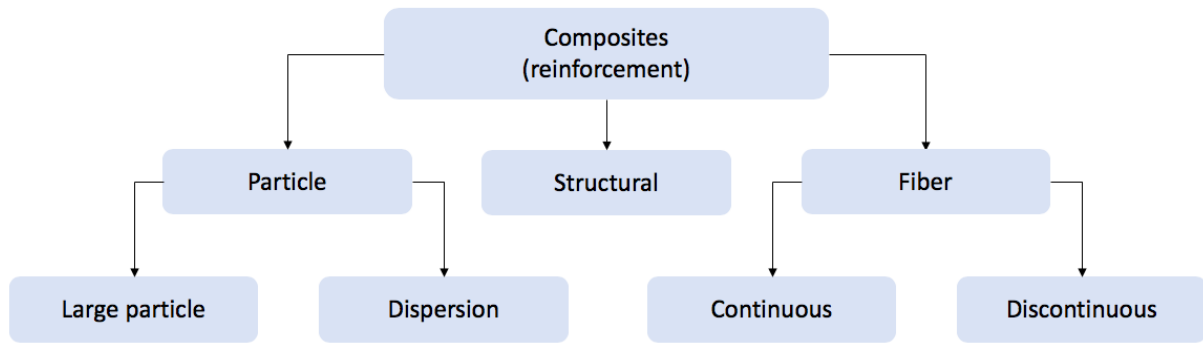 Composites
(reinforcement)
Particle
Structural
Fiber
Large particle
Dispersion
Continuous
Discontinuous